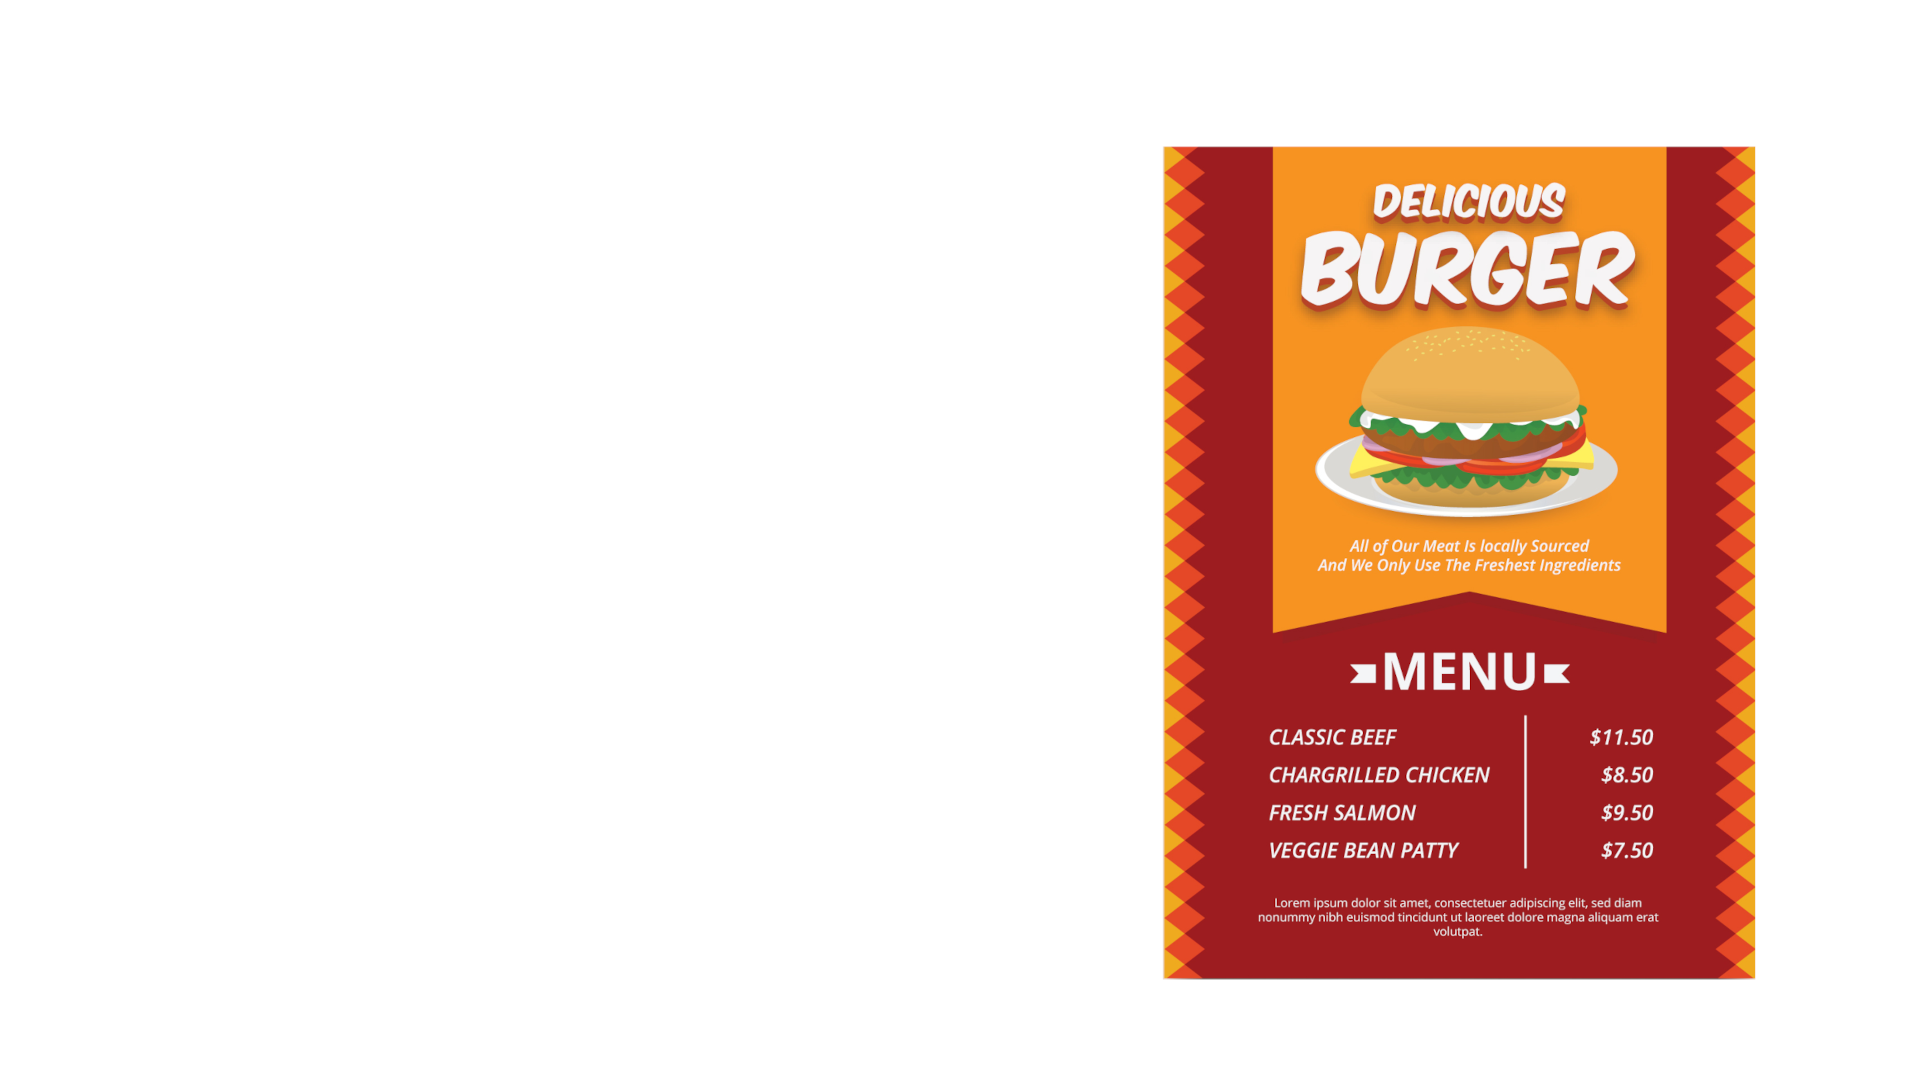 DELICIOUS
BURGER
All of Our Meat Is locally Sourced
And We Only Use The Freshest Ingredients
MENU
CLASSIC BEEF $11.50
CHARGRILLED CHICKEN $8.50
FRESH SALMON $9.50
VEGGIE BEAN PATTY $7.50
Lorem ipsum dolor sit amet, consectetuer adipiscing elit, sed diam
nonummy nibh euismod tincidunt ut laoreet dolore magna aliquam erat
volutpat.